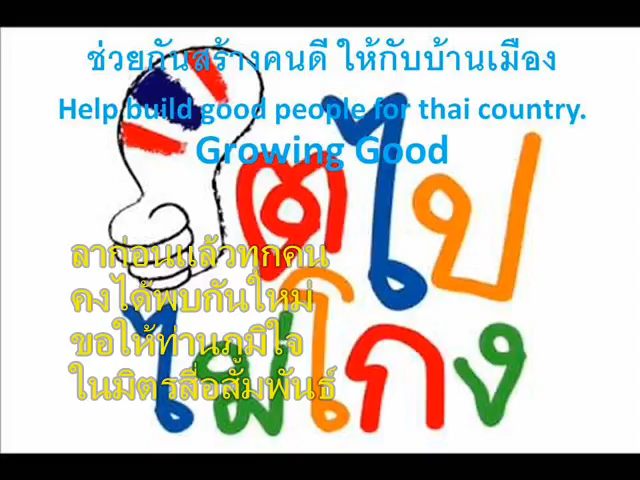 ช่วยกันสร้างคนดี ให้กับบ้านเมือง
Help build good people for thai country.
Growing Good
โตไป
ไม่โกง
ลาก่อนแล้วทุกคน
คงได้พบกันใหม่
ขอให้ท่านภูมิใจ
ในมิตรสื่อสัมพันธ์